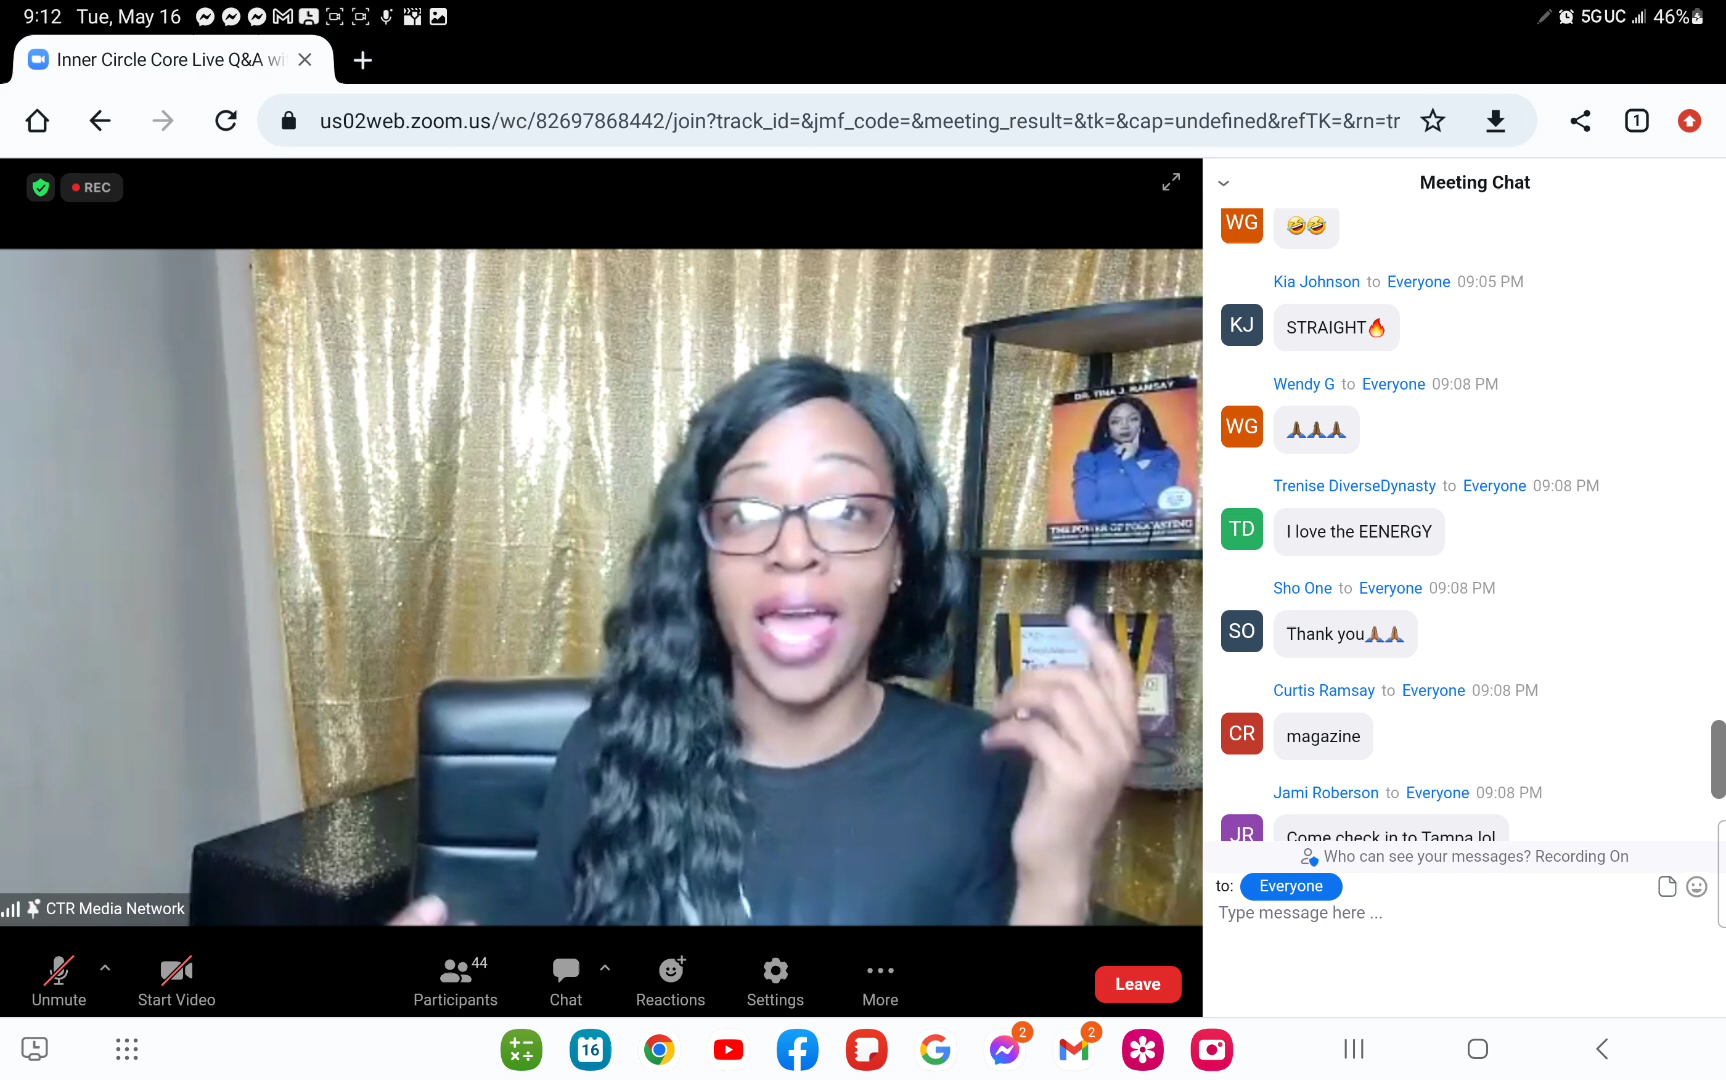 9:12 Tue, May 16
5GUC 46%
Inner Circle Core Live Q&A wi
us02web.zoom.us/wc/82697868442/join?track_id=&jmf_code=&meeting_result=&tk=&cap=undefined&refTK=&rn=tr
1
REC
Meeting Chat
WG 🤣🤣
Kia Johnson to Everyone 09:05 PM
KJ STRAIGHT🔥
Wendy G to Everyone 09:08 PM
WG 🙏🏾🙏🏾🙏🏾
Trenise DiverseDynasty to Everyone 09:08 PM
TD I love the EENERGY
Sho One to Everyone 09:08 PM
SO Thank you🙏🏽🙏🏽
Curtis Ramsay to Everyone 09:08 PM
CR magazine
Jami Roberson to Everyone 09:08 PM
JR Come check in to Tampa lol
Who can see your messages? Recording On
to: Everyone
Type message here ...
DR. TINA J. RAMSAY
THE POWER OF PODCASTING
CTR Media Network
44
Unmute
Start Video
Participants
Chat
Reactions
Settings
More
Leave
16
2
2